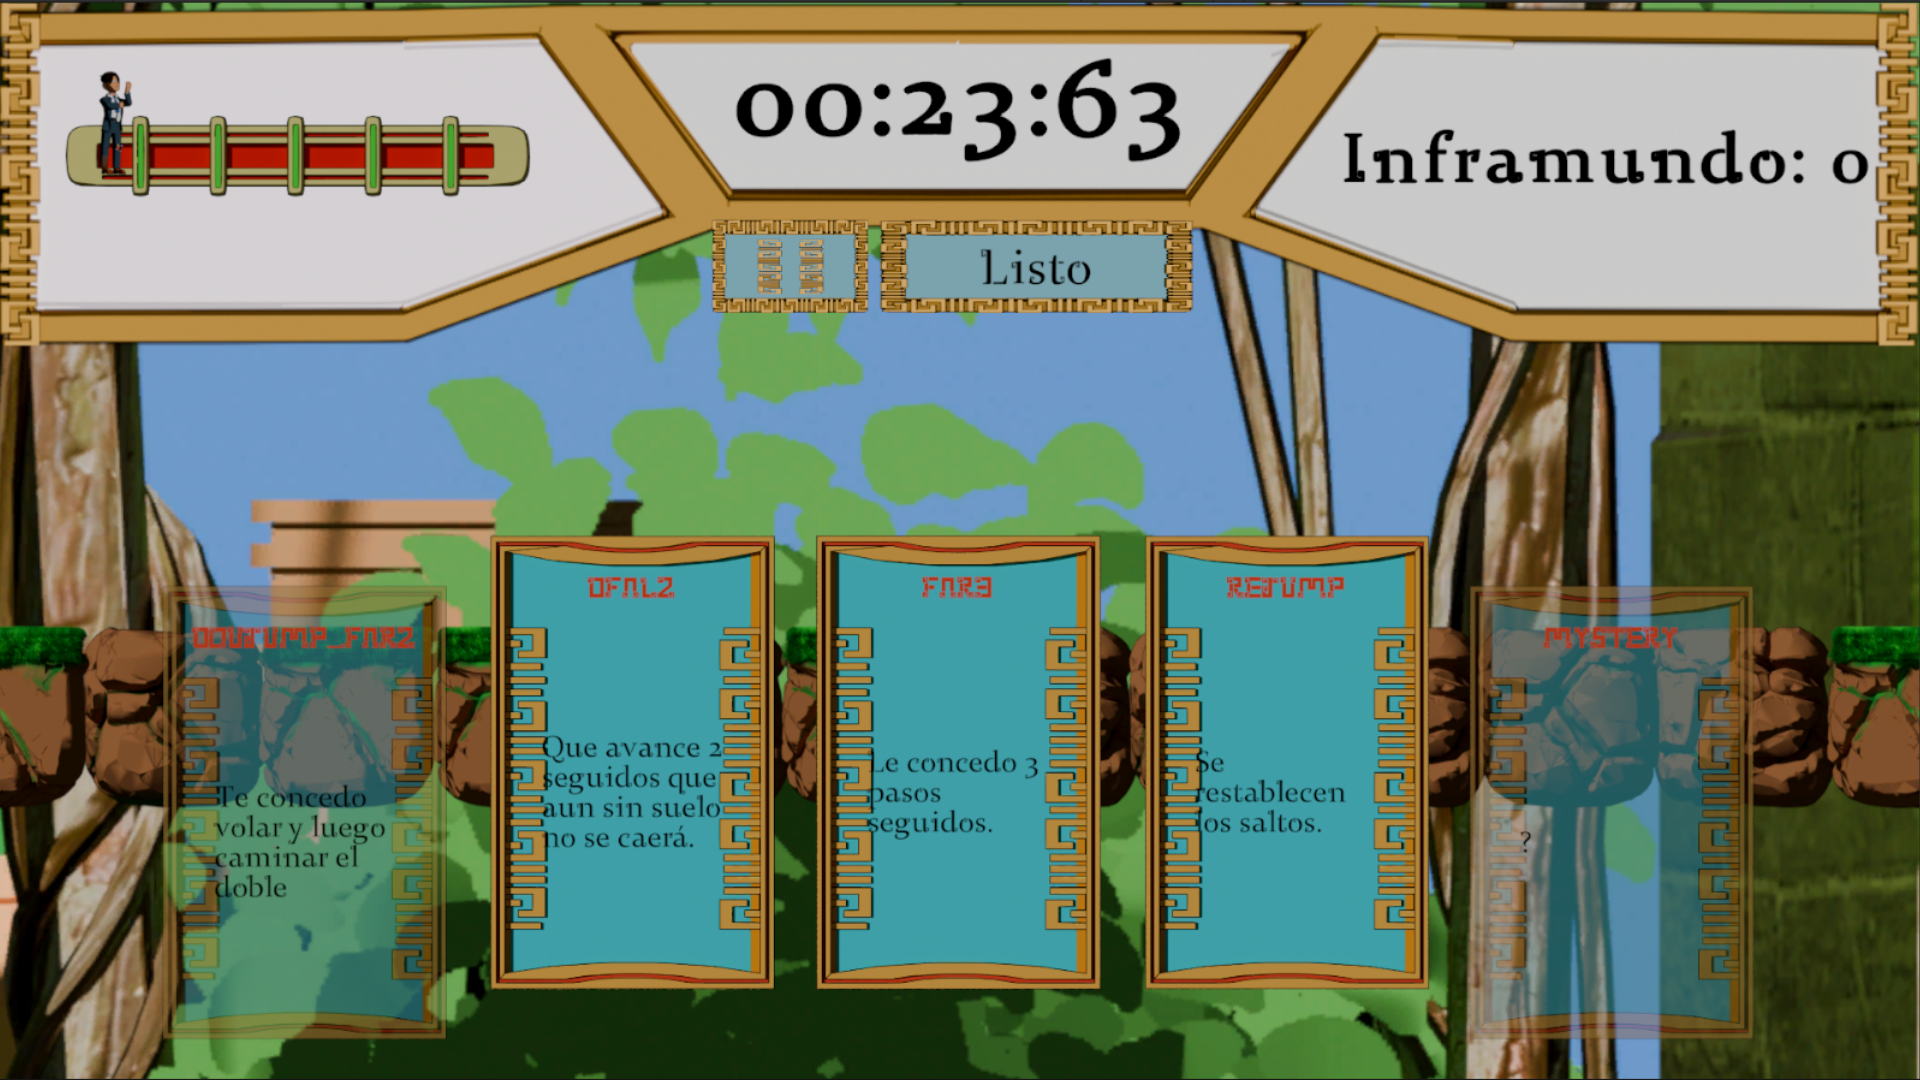 00:23:63
Inframundo: 0
Listo
OFAL2
FAR3
REJUMP
MYSTERY
Te concedo
volar y luego
caminar el
doble
Que avance 2
seguidos que
aun sin suelo
no se caerá.
Le concedo 3
pasos
seguidos.
Se
restablecen
los saltos.
?